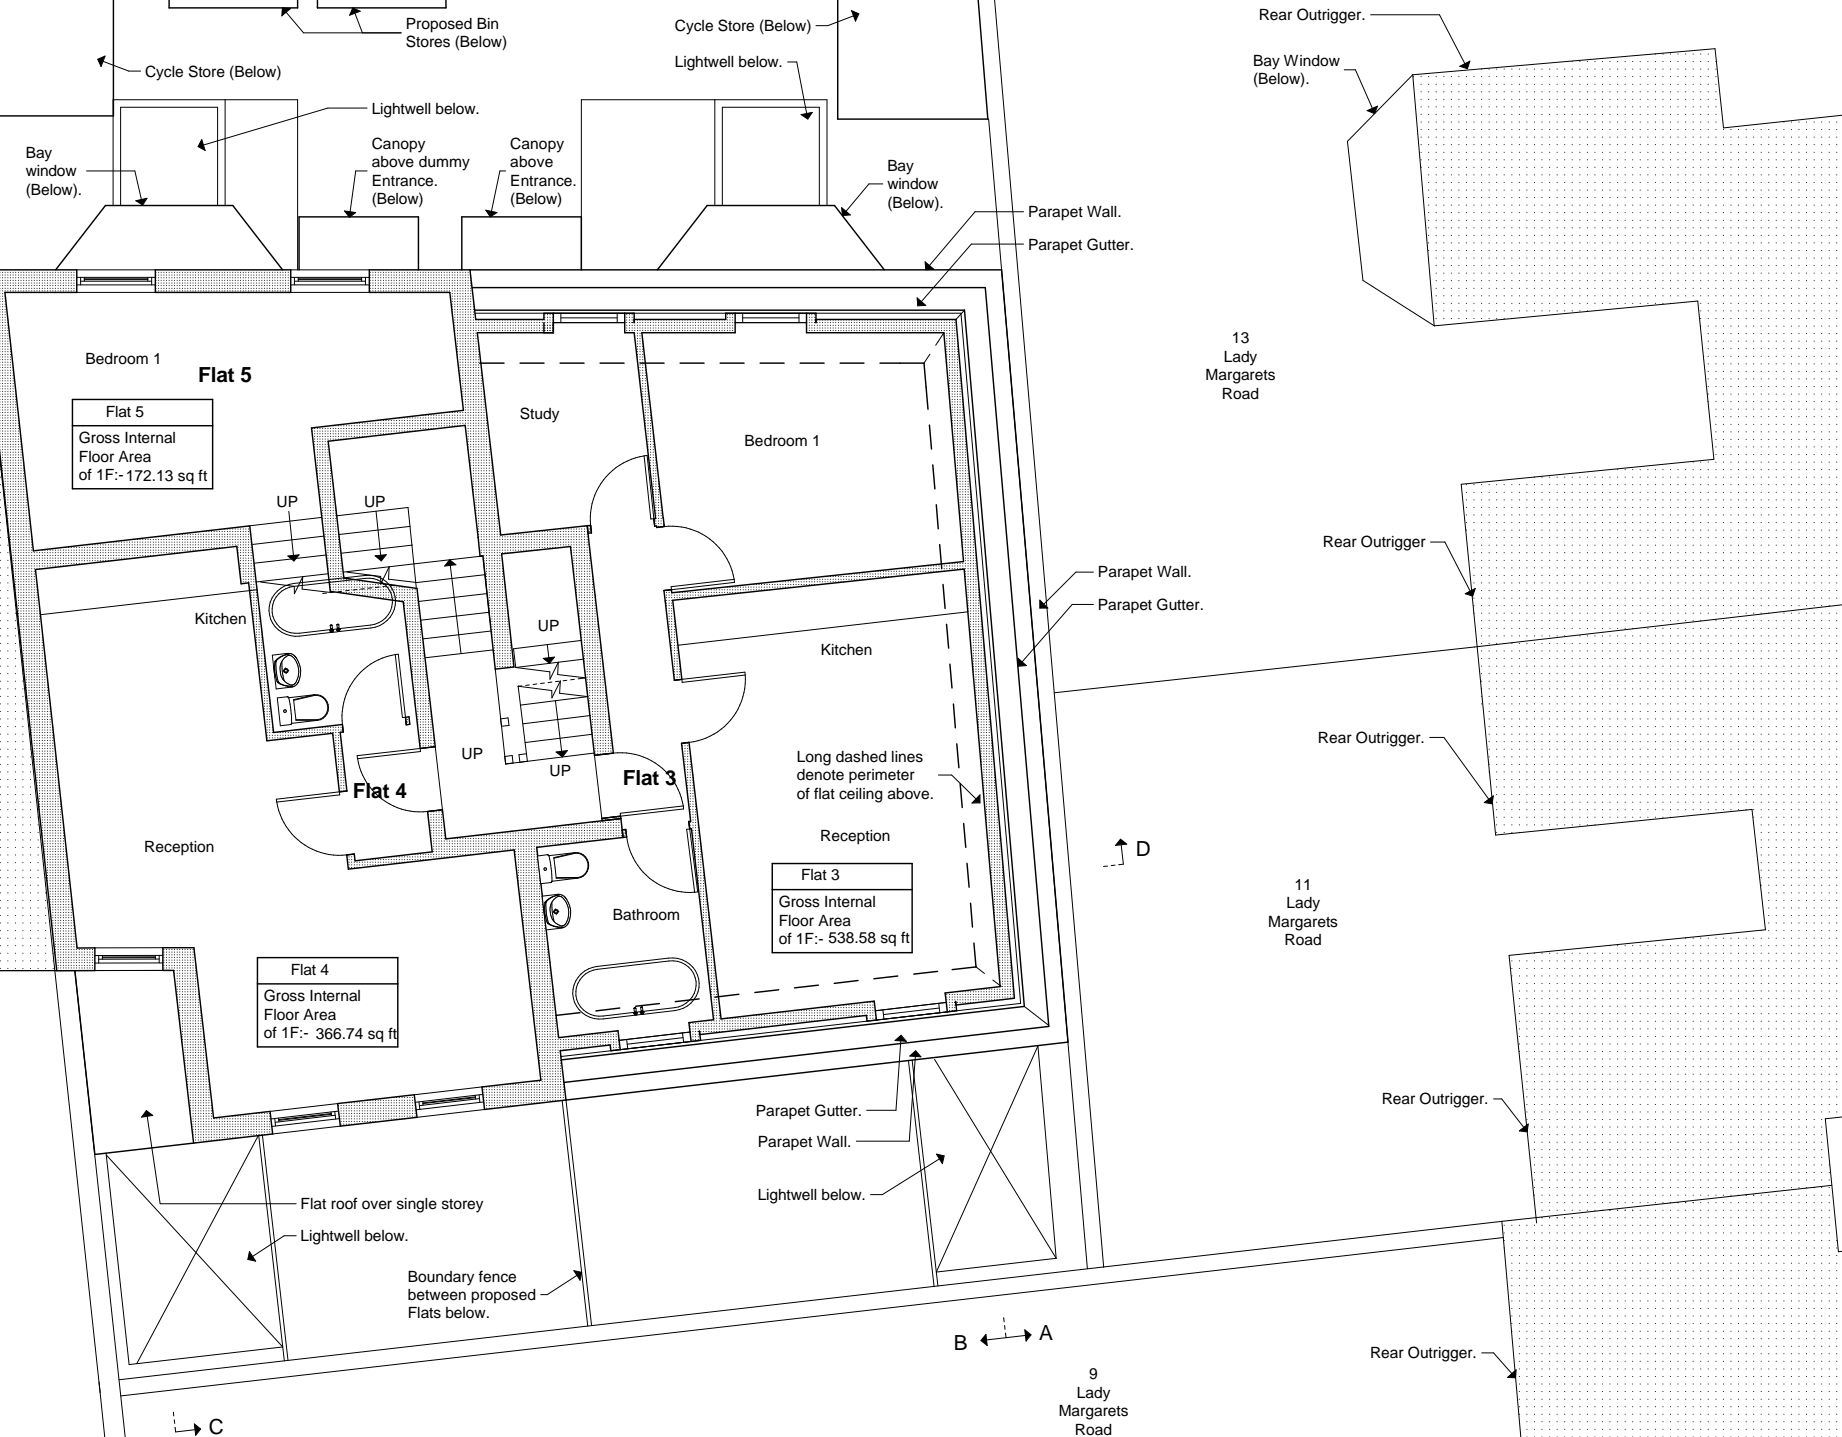 Proposed Bin
Stores (Below)
Cycle Store (Below)
Rear Outrigger.
Cycle Store (Below)
Lightwell below.
Bay Window
(Below).
Lightwell below.
Bay
window
(Below).
Canopy
above dummy
Entrance.
(Below)
Canopy
above
Entrance.
(Below)
Bay
window
(Below).
Parapet Wall.
Parapet Gutter.
13
Lady
Margarets
Road
Bedroom 1
Flat 5
Flat 5
Gross Internal
Floor Area
of 1F:- 172.13 sq ft
Study
Bedroom 1
UP
UP
Rear Outrigger
Parapet Wall.
Parapet Gutter.
Kitchen
UP
Kitchen
Rear Outrigger.
UP
UP
Flat 3
Flat 4
Long dashed lines
denote perimeter
of flat ceiling above.
Reception
Reception
D
Flat 3
Gross Internal
Floor Area
of 1F:- 538.58 sq ft
11
Lady
Margarets
Road
Bathroom
Flat 4
Gross Internal
Floor Area
of 1F:- 366.74 sq ft
Rear Outrigger.
Parapet Gutter.
Parapet Wall.
Lightwell below.
Flat roof over single storey
Lightwell below.
Boundary fence
between proposed
Flats below.
B
A
Rear Outrigger.
9
Lady
Margarets
Road
C